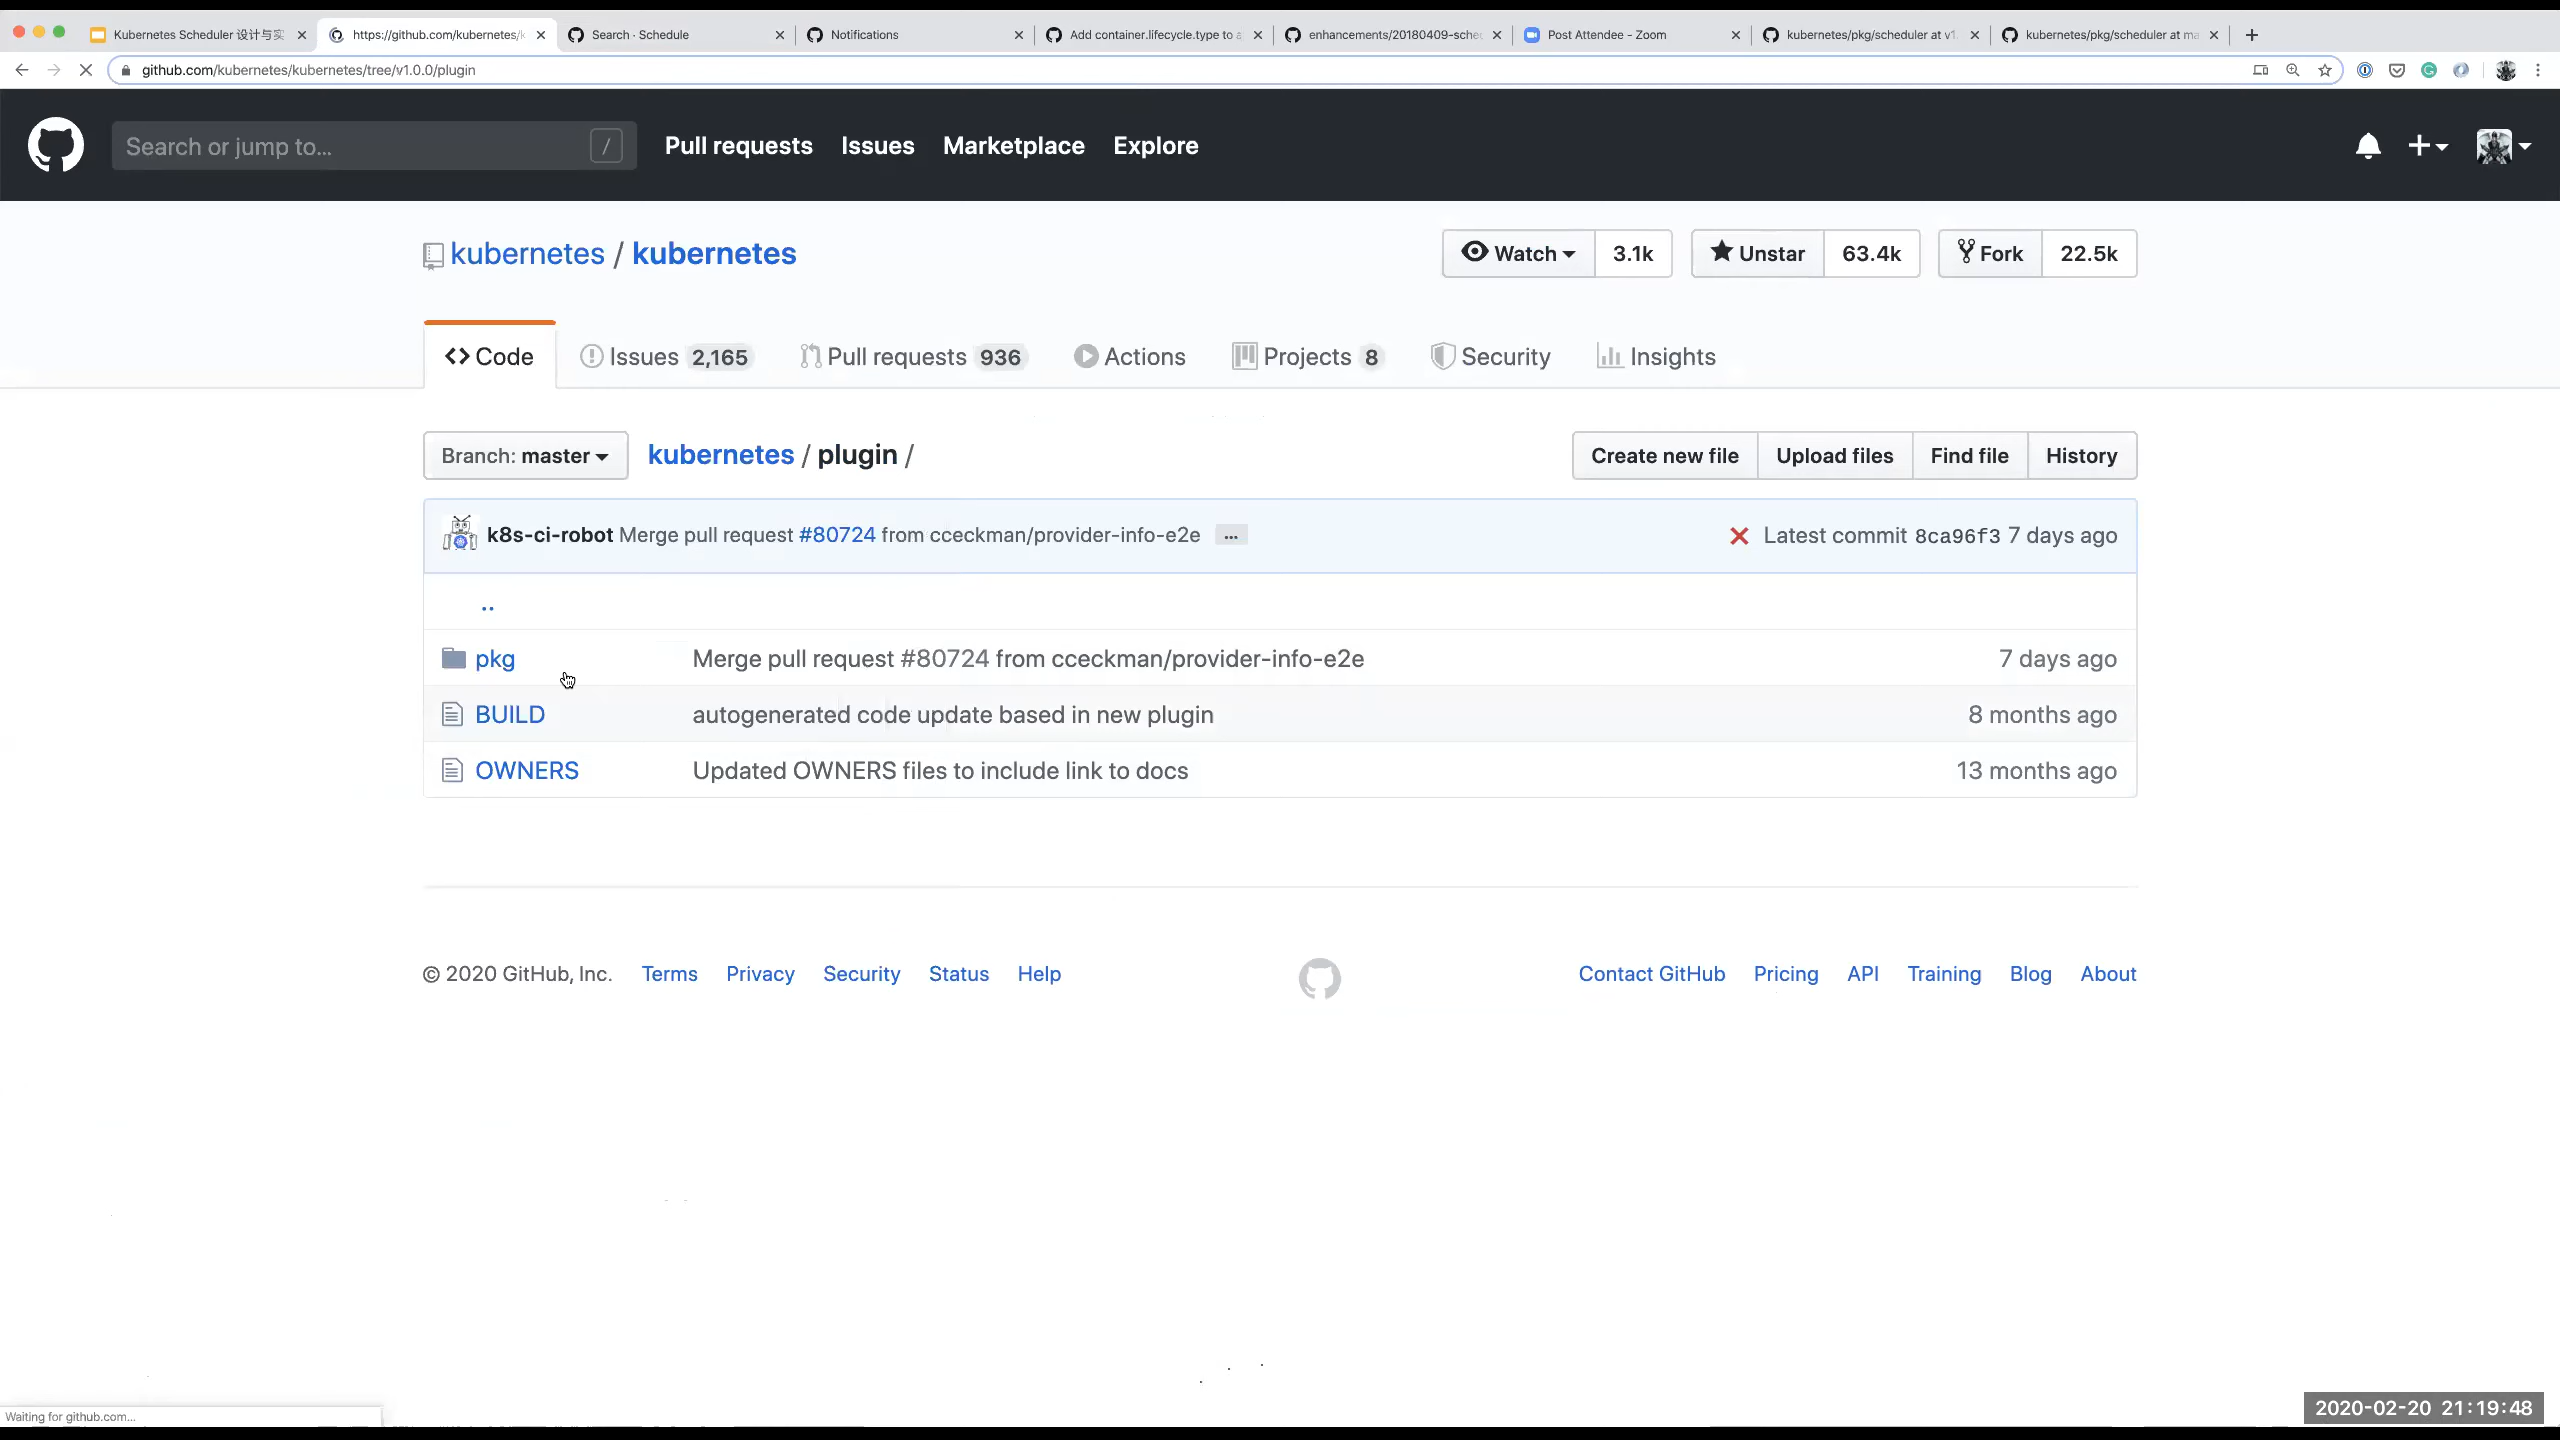 Kubernetes Scheduler 设计与实
https://github.com/kubernetes/k
Search · Schedule
Notifications
Add container.lifecycle.type to a
enhancements/20180409-sched
Post Attendee - Zoom
kubernetes/pkg/scheduler at v1.
kubernetes/pkg/scheduler at ma
github.com/kubernetes/kubernetes/tree/v1.0.0/plugin
Search or jump to...
/
Pull requests
Issues
Marketplace
Explore
kubernetes / kubernetes
Watch
3.1k
Unstar
63.4k
Fork
22.5k
Code
Issues 2,165
Pull requests 936
Actions
Projects 8
Security
Insights
Branch: master
kubernetes / plugin /
Create new file
Upload files
Find file
History
k8s-ci-robot Merge pull request #80724 from cceckman/provider-info-e2e ...
Latest commit 8ca96f3 7 days ago
..
pkg
Merge pull request #80724 from cceckman/provider-info-e2e
7 days ago
BUILD
autogenerated code update based in new plugin
8 months ago
OWNERS
Updated OWNERS files to include link to docs
13 months ago
© 2020 GitHub, Inc.
Terms
Privacy
Security
Status
Help
Contact GitHub
Pricing
API
Training
Blog
About
Waiting for github.com...
2020-02-20 21:19:48